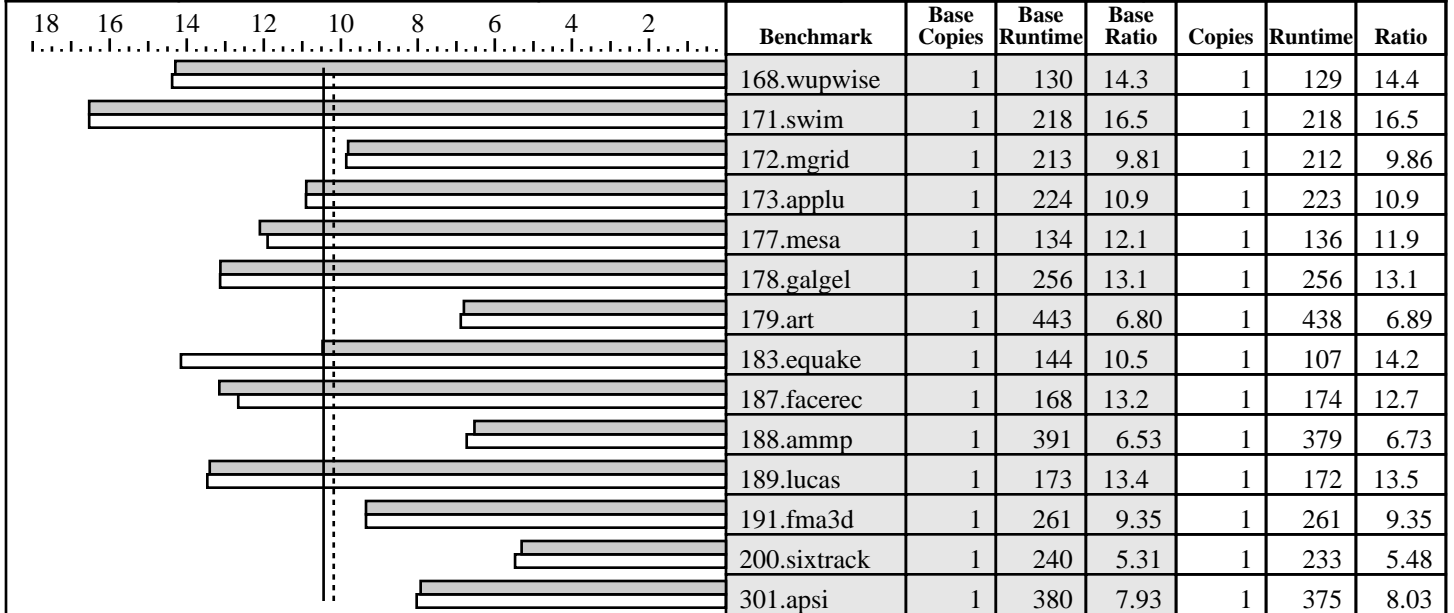 18 16 14 12 10 8 6 4 2
Benchmark Base Copies Base Runtime Base Ratio Copies Runtime Ratio
168.wupwise 1 130 14.3 1 129 14.4
171.swim 1 218 16.5 1 218 16.5
172.mgrid 1 213 9.81 1 212 9.86
173.applu 1 224 10.9 1 223 10.9
177.mesa 1 134 12.1 1 136 11.9
178.galgel 1 256 13.1 1 256 13.1
179.art 1 443 6.80 1 438 6.89
183.equake 1 144 10.5 1 107 14.2
187.facerec 1 168 13.2 1 174 12.7
188.ammp 1 391 6.53 1 379 6.73
189.lucas 1 173 13.4 1 172 13.5
191.fma3d 1 261 9.35 1 261 9.35
200.sixtrack 1 240 5.31 1 233 5.48
301.apsi 1 380 7.93 1 375 8.03